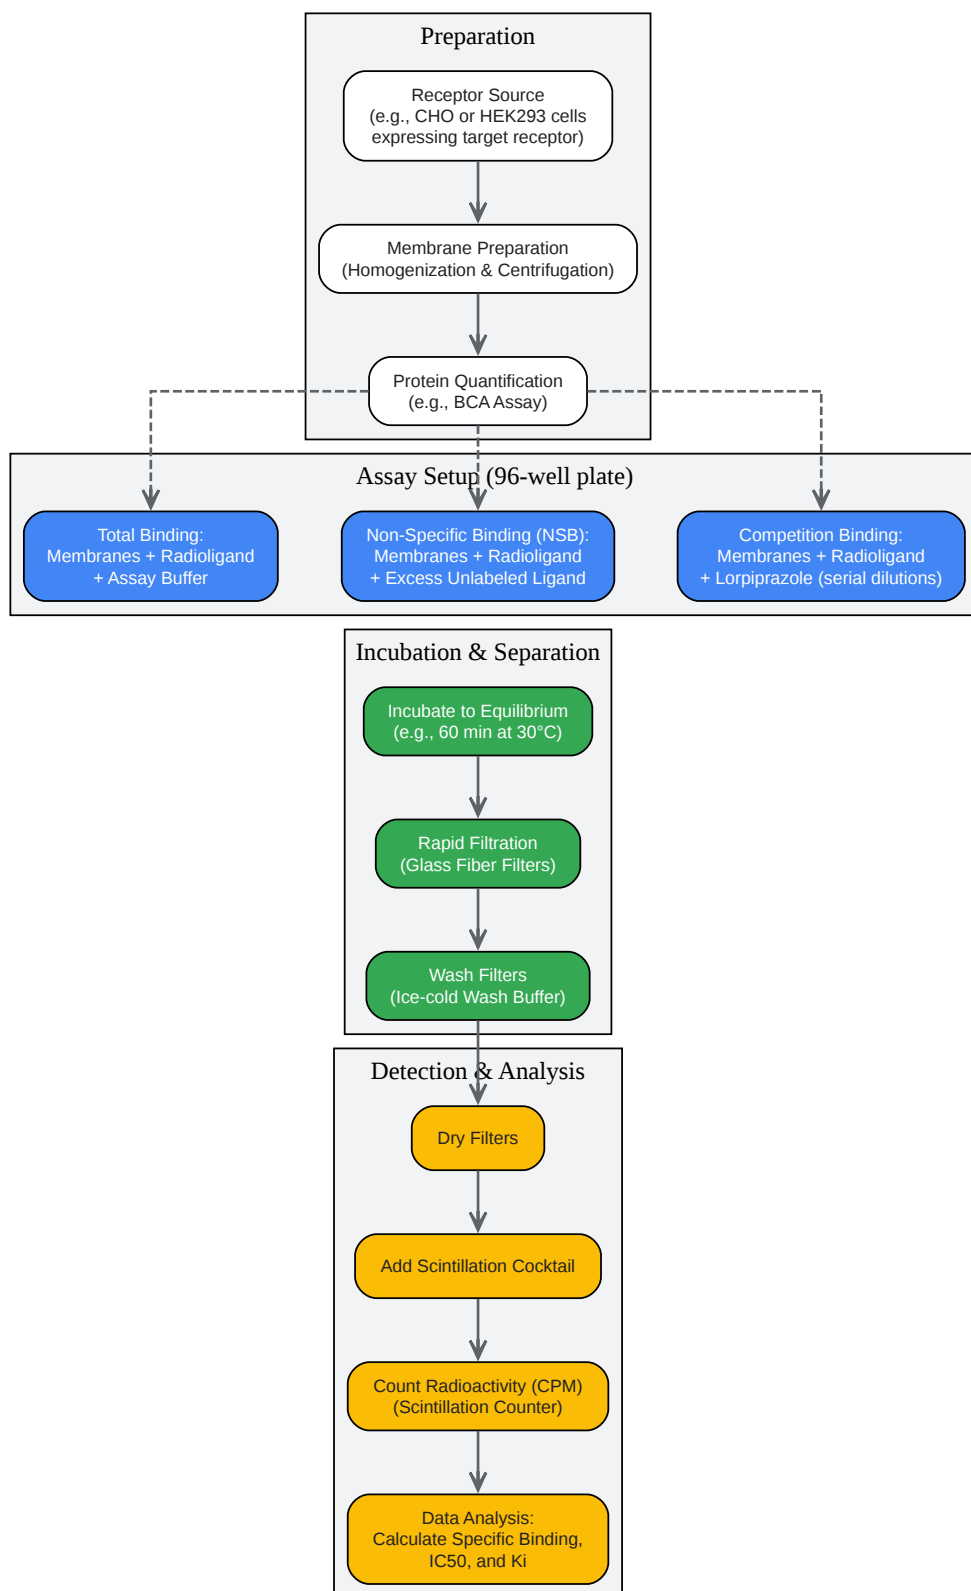 Preparation
Receptor Source
(e.g., CHO or HEK293 cells
expressing target receptor)
Membrane Preparation
(Homogenization & Centrifugation)
Protein Quantification
(e.g., BCA Assay)
Assay Setup (96-well plate)
Total Binding:
Membranes + Radioligand
+ Assay Buffer
Non-Specific Binding (NSB):
Membranes + Radioligand
+ Excess Unlabeled Ligand
Competition Binding:
Membranes + Radioligand
+ Lorpiprazole (serial dilutions)
Incubation & Separation
Incubate to Equilibrium
(e.g., 60 min at 30°C)
Rapid Filtration
(Glass Fiber Filters)
Wash Filters
(Ice-cold Wash Buffer)
Detection & Analysis
Dry Filters
Add Scintillation Cocktail
Count Radioactivity (CPM)
(Scintillation Counter)
Data Analysis:
Calculate Specific Binding,
IC50, and Ki